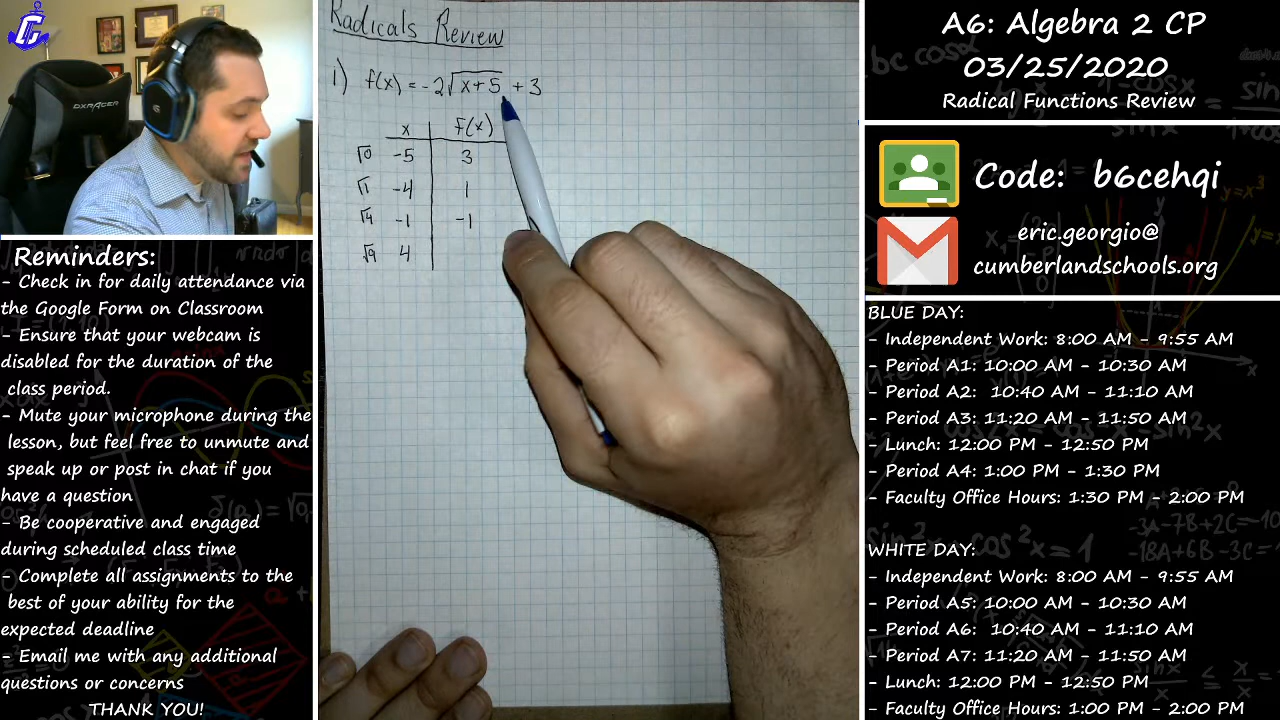 C
DXRACER
Radicals Review
1) f(x) = -2√x+5 + 3
x f(x)
√0 -5 3
√1 -4 1
√4 -1 -1
√9 4
A6: Algebra 2 CP
03/25/2020
Radical Functions Review
Code: b6cehqi
eric.georgio@
cumberlandschools.org
Reminders:
- Check in for daily attendance via
the Google Form on Classroom
- Ensure that your webcam is
disabled for the duration of the
class period.
- Mute your microphone during the
lesson, but feel free to unmute and
speak up or post in chat if you
have a question
- Be cooperative and engaged
during scheduled class time
- Complete all assignments to the
best of your ability for the
expected deadline
- Email me with any additional
questions or concerns
THANK YOU!
BLUE DAY:
- Independent Work: 8:00 AM - 9:55 AM
- Period A1: 10:00 AM - 10:30 AM
- Period A2: 10:40 AM - 11:10 AM
- Period A3: 11:20 AM - 11:50 AM
- Lunch: 12:00 PM - 12:50 PM
- Period A4: 1:00 PM - 1:30 PM
- Faculty Office Hours: 1:30 PM - 2:00 PM
WHITE DAY:
- Independent Work: 8:00 AM - 9:55 AM
- Period A5: 10:00 AM - 10:30 AM
- Period A6: 10:40 AM - 11:10 AM
- Period A7: 11:20 AM - 11:50 AM
- Lunch: 12:00 PM - 12:50 PM
- Faculty Office Hours: 1:00 PM - 2:00 PM